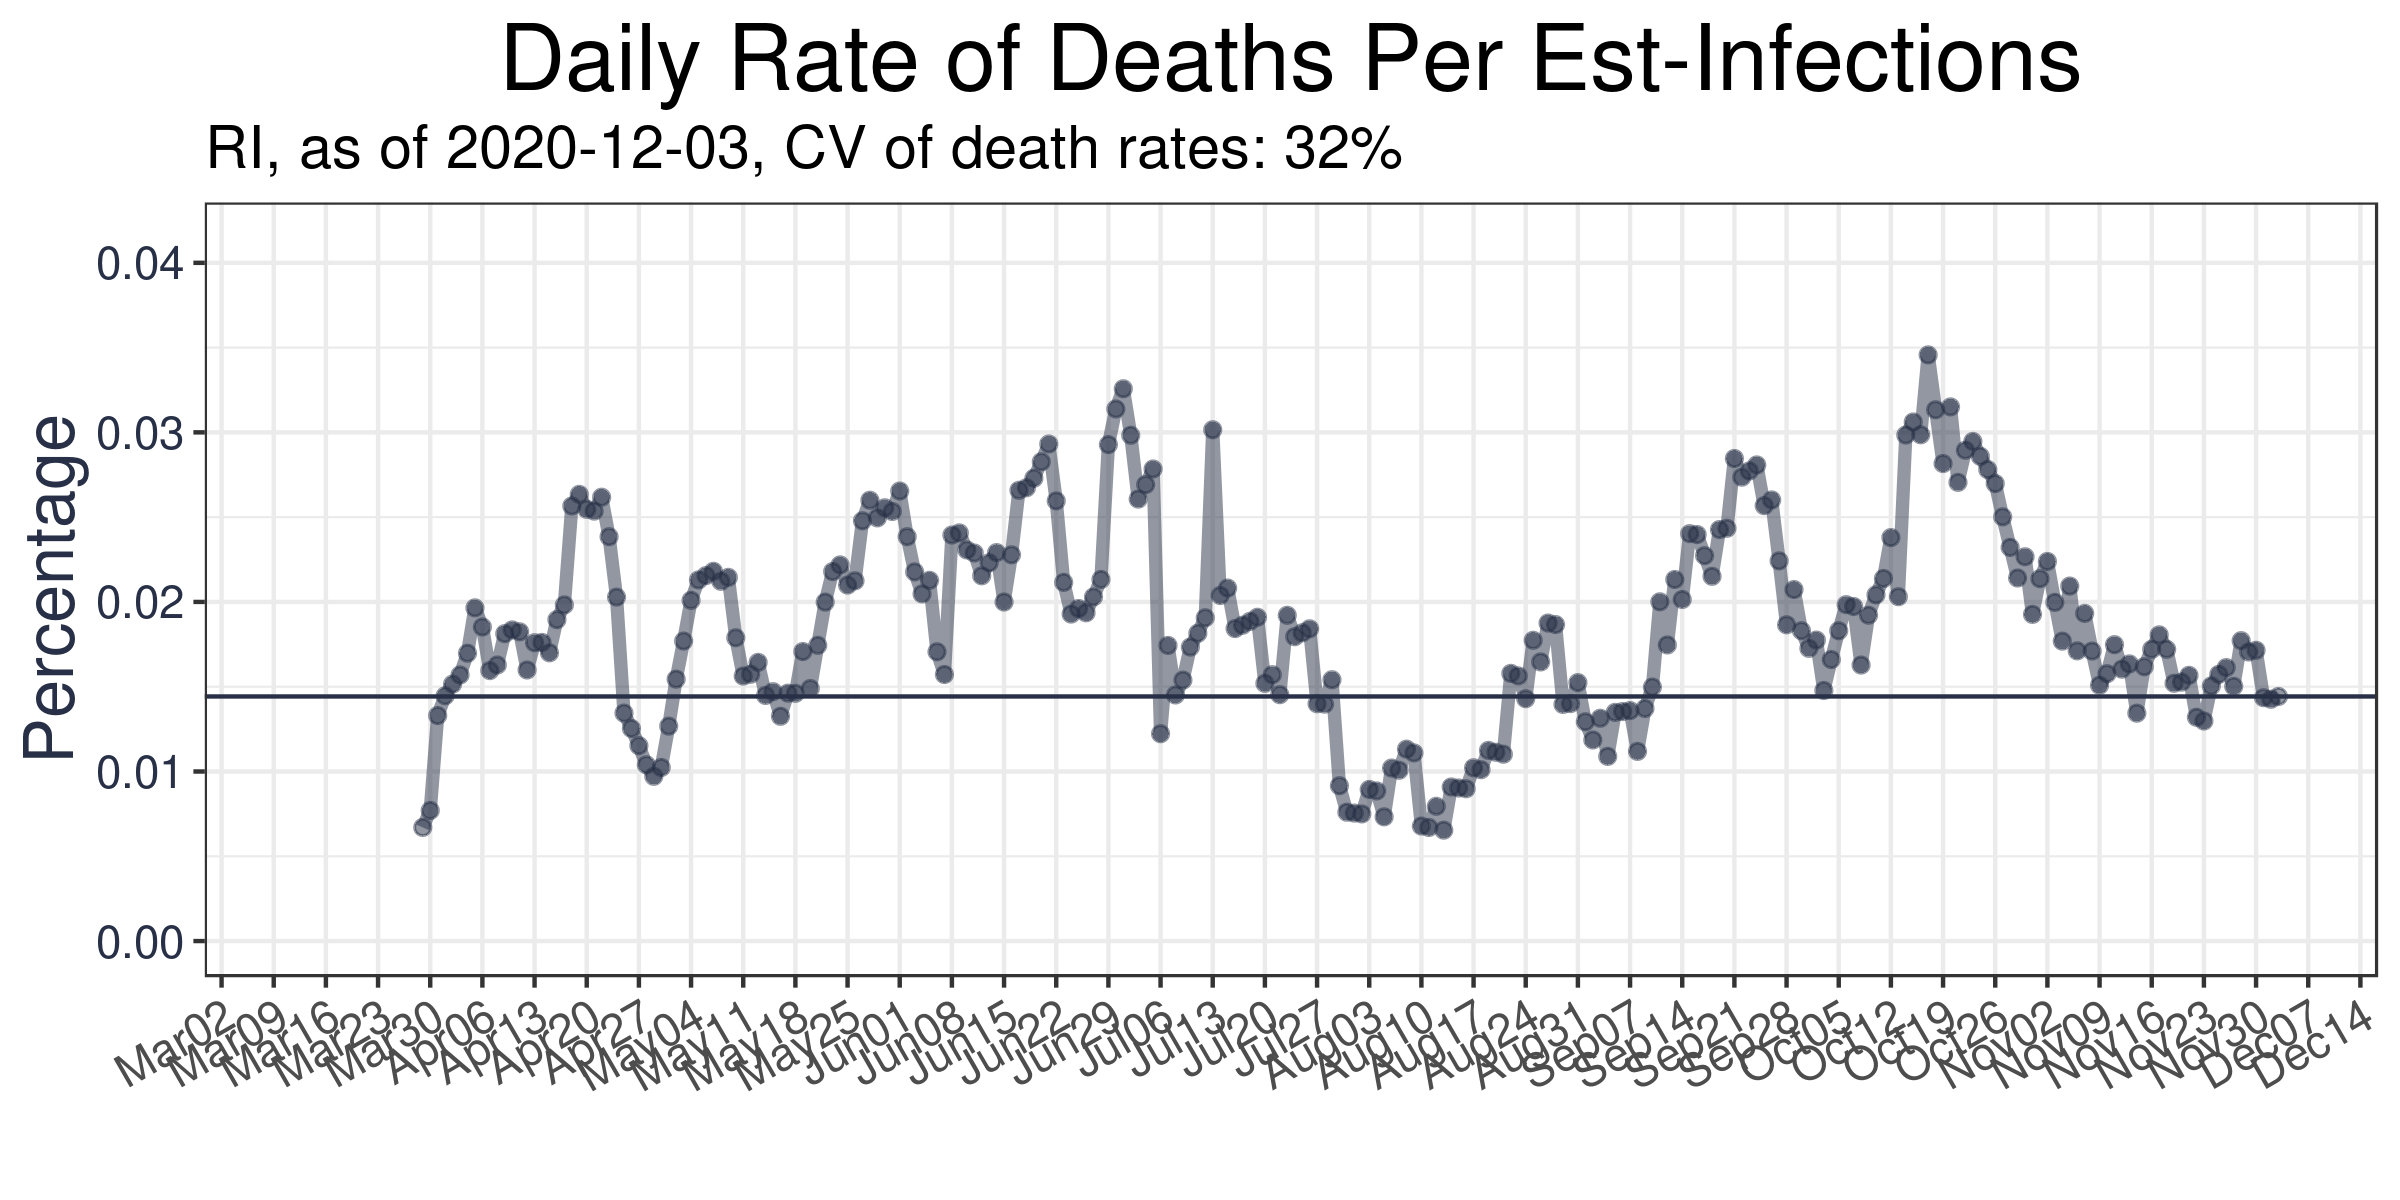 Daily Rate of Deaths Per Est-Infections
RI, as of 2020-12-03, CV of death rates: 32%
Percentage
0.04
0.03
0.02
0.01
0.00
Mar02
Mar09
Mar16
Mar23
Mar30
Apr06
Apr13
Apr20
Apr27
May04
May11
May18
May25
Jun01
Jun08
Jun15
Jun22
Jun29
Jul06
Jul13
Jul20
Jul27
Aug03
Aug10
Aug17
Aug24
Aug31
Sep07
Sep14
Sep21
Sep28
Oct05
Oct12
Oct19
Oct26
Nov02
Nov09
Nov16
Nov23
Nov30
Dec07
Dec14